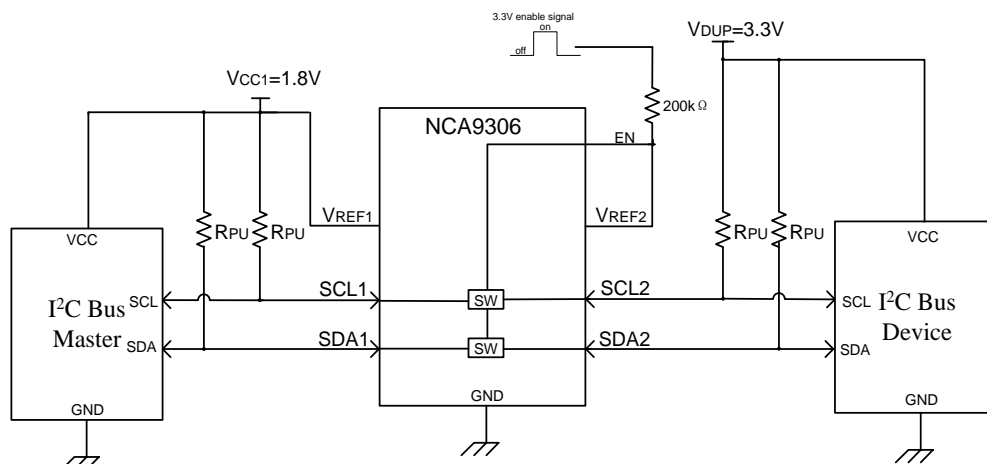 3.3V enable signal
on
off
VDUP=3.3V
VCC1=1.8V
200kΩ
NCA9306
EN
VREF1
VREF2
RPU
RPU
RPU
RPU
VCC
VCC
SCL
SCL1
SW
SCL2
SCL
I²C Bus
Master
I²C Bus
Device
SDA
SDA1
SW
SDA2
SDA
GND
GND
GND